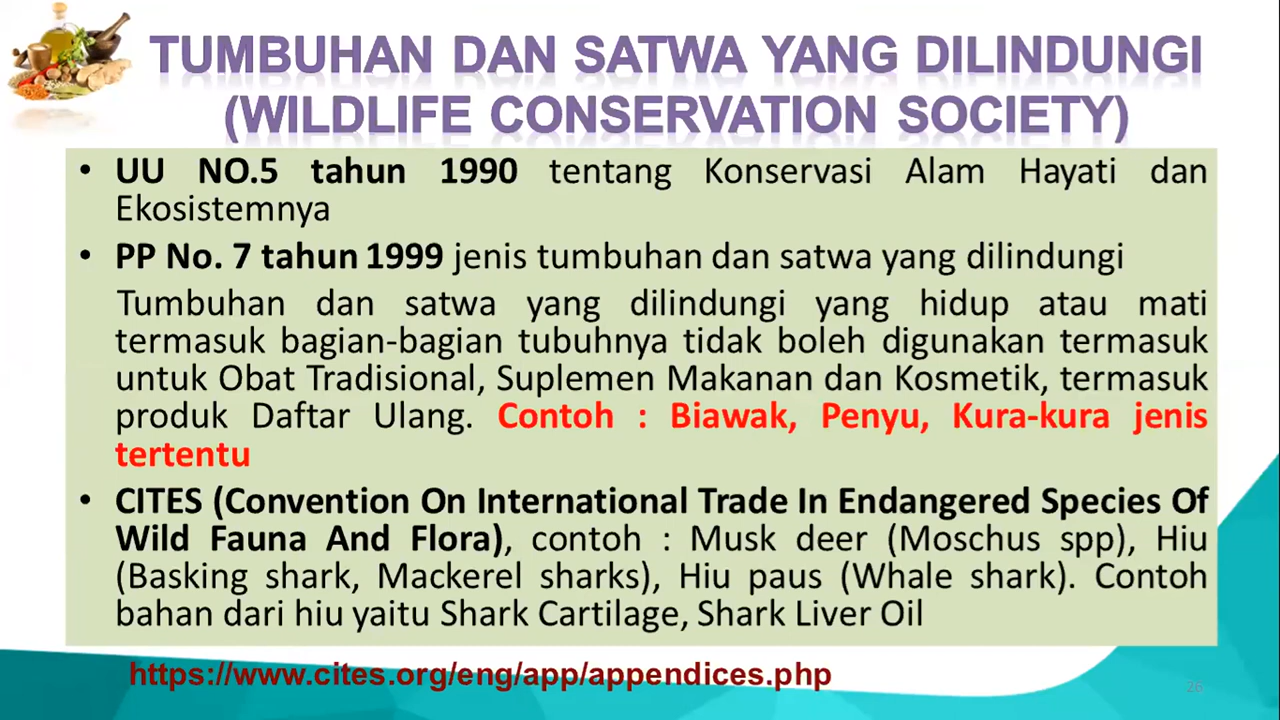 TUMBUHAN DAN SATWA YANG DILINDUNGI
(WILDLIFE CONSERVATION SOCIETY)
• UU NO.5 tahun 1990 tentang Konservasi Alam Hayati dan
Ekosistemnya
• PP No. 7 tahun 1999 jenis tumbuhan dan satwa yang dilindungi
Tumbuhan dan satwa yang dilindungi yang hidup atau mati
termasuk bagian-bagian tubuhnya tidak boleh digunakan termasuk
untuk Obat Tradisional, Suplemen Makanan dan Kosmetik, termasuk
produk Daftar Ulang. Contoh : Biawak, Penyu, Kura-kura jenis
tertentu
• CITES (Convention On International Trade In Endangered Species Of
Wild Fauna And Flora), contoh : Musk deer (Moschus spp), Hiu
(Basking shark, Mackerel sharks), Hiu paus (Whale shark). Contoh
bahan dari hiu yaitu Shark Cartilage, Shark Liver Oil
https://www.cites.org/eng/app/appendices.php
26